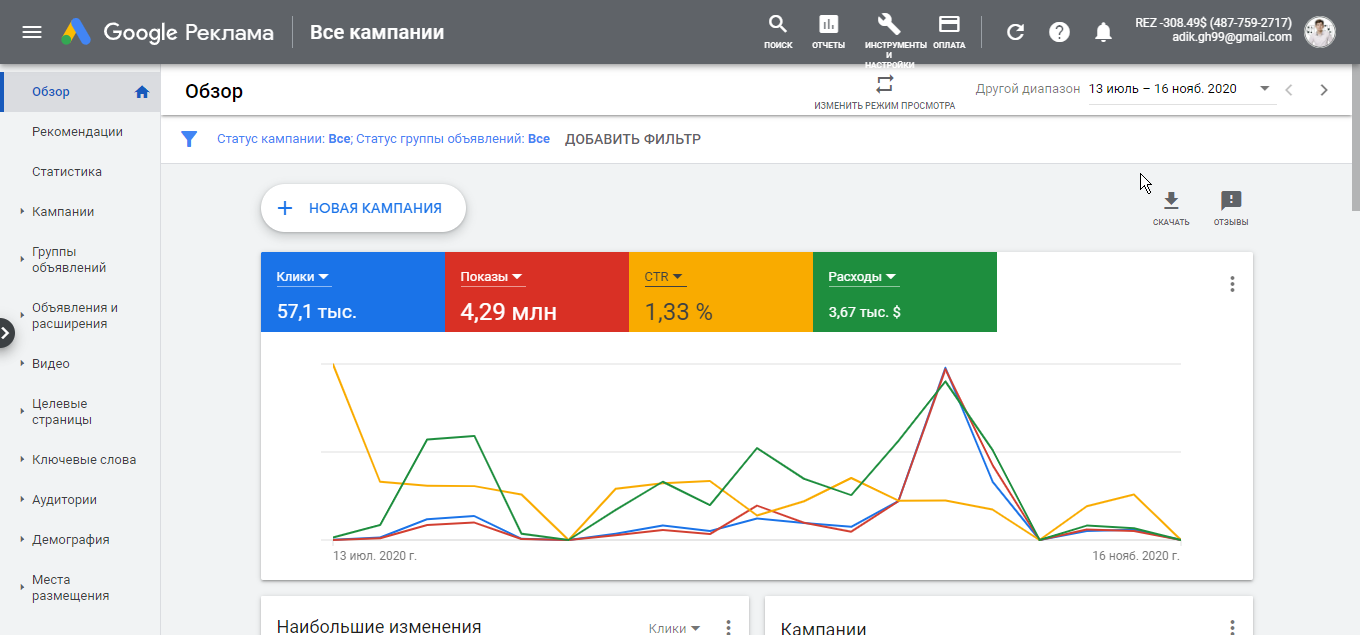 Google Реклама
Все кампании
ПОИСК
ОТЧЕТЫ
ИНСТРУМЕНТЫ
И
НАСТРОЙКИ
ОПЛАТА
REZ -308.49$ (487-759-2717)
adik.gh99@gmail.com
Обзор
Рекомендации
Статистика
Кампании
Группы
объявлений
Объявления и
расширения
Видео
Целевые
страницы
Ключевые слова
Аудитории
Демография
Места
размещения
Обзор
ИЗМЕНИТЬ РЕЖИМ ПРОСМОТРА
Другой диапазон 13 июль – 16 нояб. 2020
Статус кампании: Все; Статус группы объявлений: Все ДОБАВИТЬ ФИЛЬТР
+ НОВАЯ КАМПАНИЯ
СКАЧАТЬ
ОТЗЫВЫ
Клики
57,1 тыс.
Показы
4,29 млн
CTR
1,33 %
Расходы
3,67 тыс. $
13 июл. 2020 г.
16 нояб. 2020 г.
Наибольшие изменения
Клики
Кампании